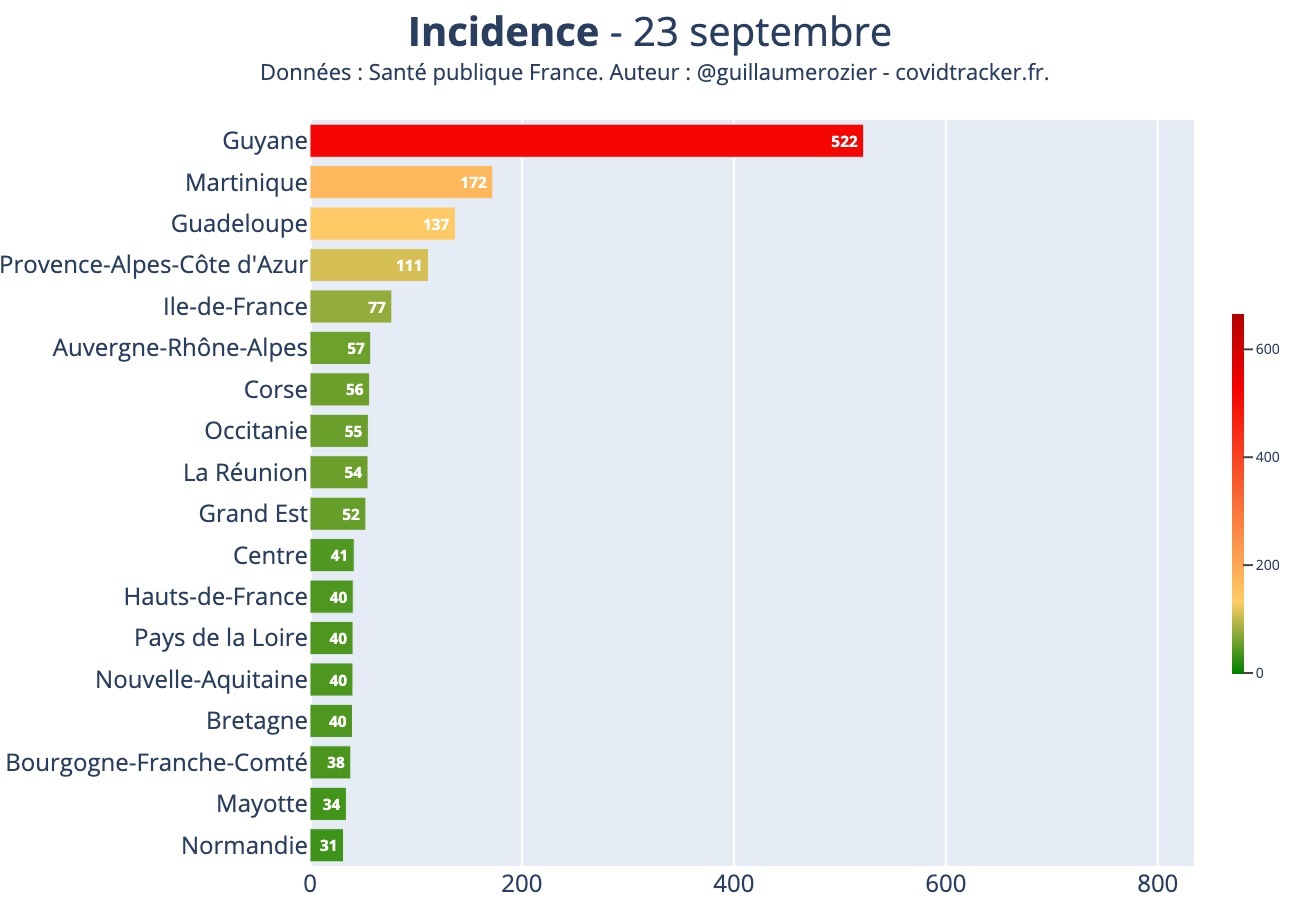 Incidence - 23 septembre
Données : Santé publique France. Auteur : @guillaumerozier - covidtracker.fr.
Guyane 522
Martinique 172
Guadeloupe 137
Provence-Alpes-Côte d'Azur 111
Ile-de-France 77
Auvergne-Rhône-Alpes 57
Corse 56
Occitanie 55
La Réunion 54
Grand Est 52
Centre 41
Hauts-de-France 40
Pays de la Loire 40
Nouvelle-Aquitaine 40
Bretagne 40
Bourgogne-Franche-Comté 38
Mayotte 34
Normandie 31
0 200 400 600 800
600
400
200
0